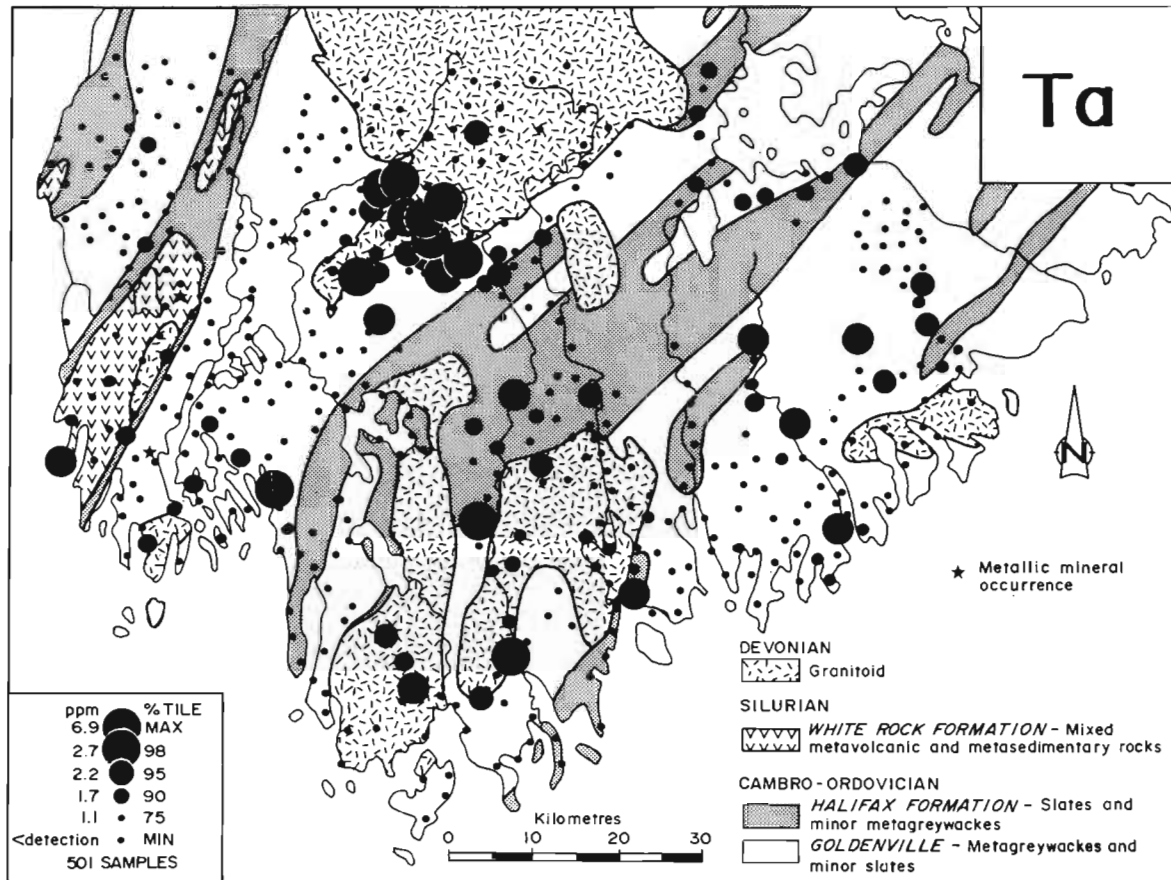 Ta
N
★ Metallic mineral
occurrence
DEVONIAN
Granitoid
SILURIAN
WHITE ROCK FORMATION - Mixed
metavolcanic and metasedimentary rocks
CAMBRO-ORDOVICIAN
HALIFAX FORMATION - Slates and
minor metagreywackes
GOLDENVILLE - Metagreywackes and
minor slates
Kilometres
0 10 20 30
ppm %TILE
6.9 MAX
2.7 98
2.2 95
1.7 90
1.1 75
<detection MIN
501 SAMPLES